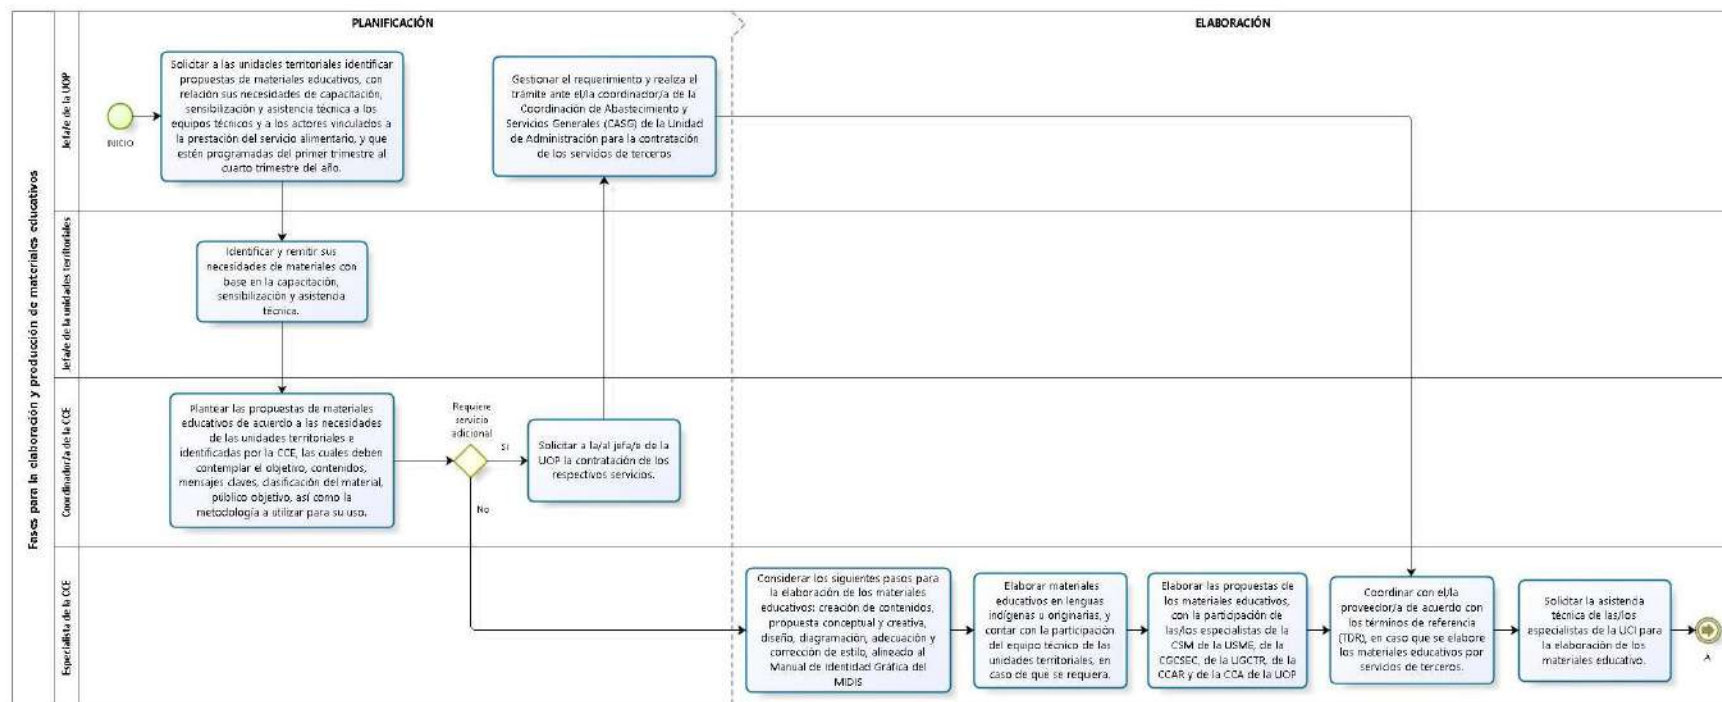 PLANIFICACIÓN
ELABORACIÓN
Fases para la elaboración y producción de materiales educativos
Jefa/e de la UOP
INICIO
Solicitar a las unidades territoriales identificar
propuestas de materiales educativos, con
relación sus necesidades de capacitación,
sensibilización y asistencia técnica a los
equipos técnicos y a los actores vinculados a
la prestación del servicio alimentario, y que
estén programadas del primer trimestre al
cuarto trimestre del año.
Gestionar el requerimiento y realiza el
trámite ante el/la coordinador/a de la
Coordinación de Abastecimiento y
Servicios Generales (CASG) de la Unidad
de Administración para la contratación
de los servicios de terceros
Jefa/e de la unidades territoriales
Identificar y remitir sus
necesidades de materiales con
base en la capacitación,
sensibilización y asistencia
técnica.
Coordinador/a de la CCE
Plantear las propuestas de materiales
educativos de acuerdo a las necesidades
de las unidades territoriales e
identificadas por la CCE, las cuales deben
contemplar el objetivo, contenidos,
mensajes claves, clasificación del material,
público objetivo, así como la
metodología a utilizar para su uso.
Requiere
servicio
adicional
Si
No
Solicitar a la/al jefa/e de la
UOP la contratación de los
respectivos servicios.
Especialista de la CCE
Considerar los siguientes pasos para
la elaboración de los materiales
educativos: creación de contenidos,
propuesta conceptual y creativa,
diseño, diagramación, adecuación y
corrección de estilo, alineado al
Manual de Identidad Gráfica del
MIDIS
Elaborar materiales
educativos en lenguas
indígenas u originarias, y
contar con la participación
del equipo técnico de las
unidades territoriales, en
caso de que se requiera.
Elaborar las propuestas de
los materiales educativos,
con la participación de
las/los especialistas de la
CSM de la USME, de la
CGCSEC, de la UGCTR, de la
CCAR y de la CCA de la UOP
Coordinar con el/la
proveedor/a de acuerdo con
los términos de referencia
(TDR), en caso que se elabore
los materiales educativos por
servicios de terceros.
Solicitar la asistencia
técnica de las/los
especialistas de la UCI para
la elaboración de los
materiales educativo.
A